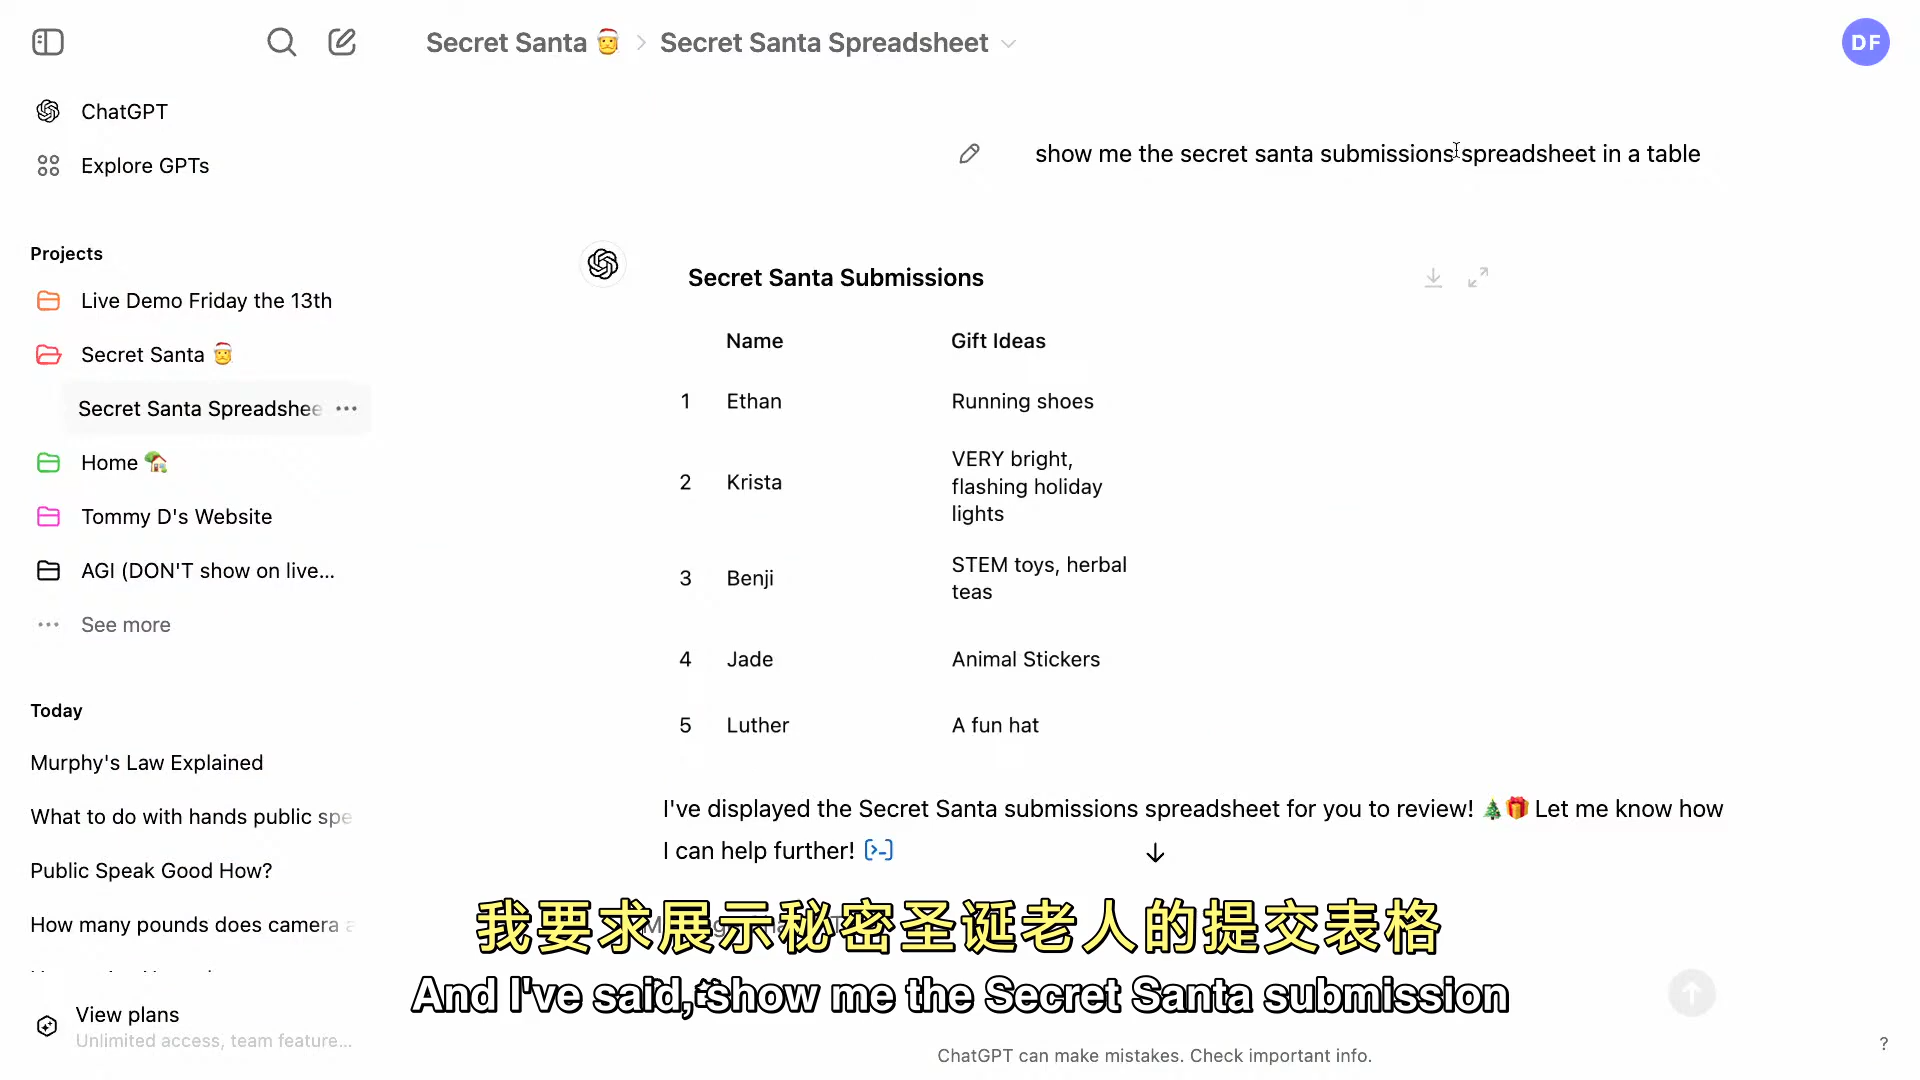 Secret Santa 🎅 > Secret Santa Spreadsheet
DF
ChatGPT
Explore GPTs
Projects
Live Demo Friday the 13th
Secret Santa 🎅
Secret Santa Spreadshee
Home 🏡
Tommy D's Website
AGI (DON'T show on live...
See more
Today
Murphy's Law Explained
What to do with hands public spe
Public Speak Good How?
How many pounds does camera a
View plans
Unlimited access, team feature...
show me the secret santa submissions spreadsheet in a table
Secret Santa Submissions
Name Gift Ideas
1 Ethan Running shoes
2 Krista VERY bright,
flashing holiday
lights
3 Benji STEM toys, herbal
teas
4 Jade Animal Stickers
5 Luther A fun hat
I've displayed the Secret Santa submissions spreadsheet for you to review! 🎄🎁 Let me know how
I can help further! [>-]
我要求展示秘密圣诞老人的提交表格
And I've said, show me the Secret Santa submission
ChatGPT can make mistakes. Check important info.
?